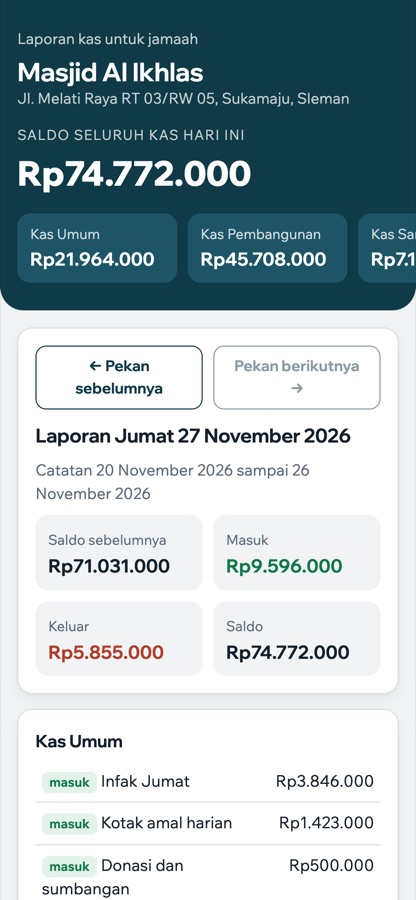 Laporan kas untuk jamaah
Masjid Al Ikhlas
Jl. Melati Raya RT 03/RW 05, Sukamaju, Sleman
SALDO SELURUH KAS HARI INI
Rp74.772.000
Kas Umum
Rp21.964.000
Kas Pembangunan
Rp45.708.000
Kas Sa
Rp7.1
← Pekan
sebelumnya
Pekan berikutnya
→
Laporan Jumat 27 November 2026
Catatan 20 November 2026 sampai 26
November 2026
Saldo sebelumnya
Rp71.031.000
Masuk
Rp9.596.000
Keluar
Rp5.855.000
Saldo
Rp74.772.000
Kas Umum
masuk Infak Jumat Rp3.846.000
masuk Kotak amal harian Rp1.423.000
masuk Donasi dan Rp500.000
sumbangan